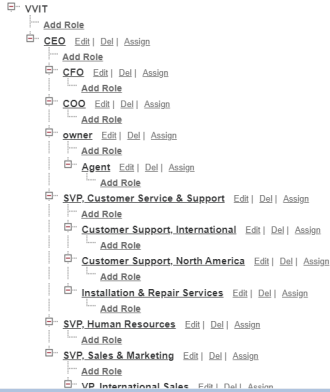 VVIT
Add Role
CEO Edit | Del | Assign
Add Role
CFO Edit | Del | Assign
Add Role
COO Edit | Del | Assign
Add Role
owner Edit | Del | Assign
Add Role
Agent Edit | Del | Assign
Add Role
SVP, Customer Service & Support Edit | Del | Assign
Add Role
Customer Support, International Edit | Del | Assign
Add Role
Customer Support, North America Edit | Del | Assign
Add Role
Installation & Repair Services Edit | Del | Assign
Add Role
SVP, Human Resources Edit | Del | Assign
Add Role
SVP, Sales & Marketing Edit | Del | Assign
Add Role
VP, International Sales Edit | Del | Assign